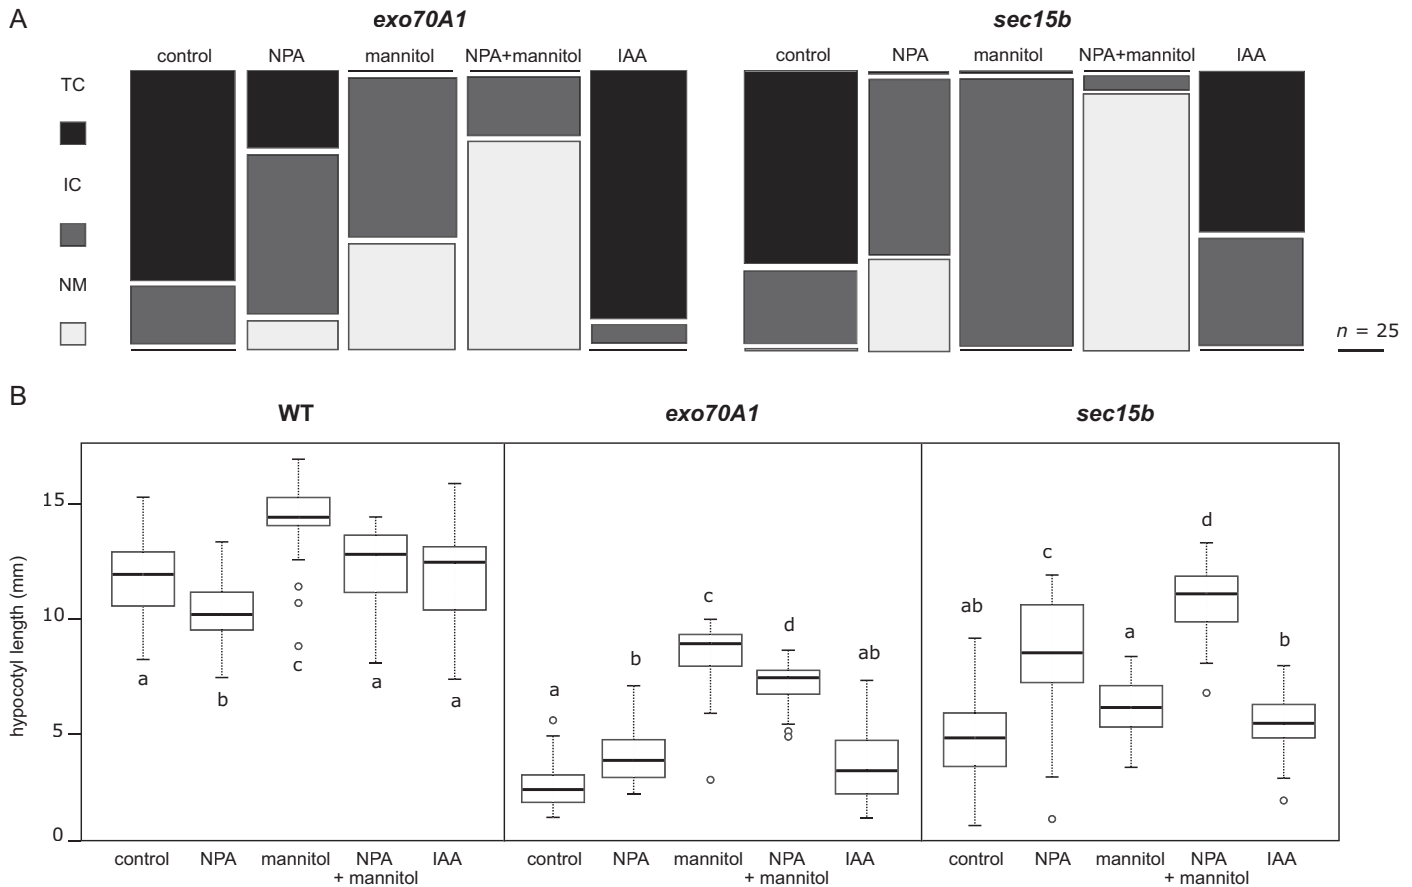 A
exo70A1
sec15b
control NPA mannitol NPA+mannitol IAA
control NPA mannitol NPA+mannitol IAA
TC
IC
NM
n = 25
B
WT
exo70A1
sec15b
hypocotyl length (mm)
15
10
5
0
a b c a a
a b c d ab
ab c a d b
control NPA mannitol NPA + mannitol IAA
control NPA mannitol NPA + mannitol IAA
control NPA mannitol NPA + mannitol IAA